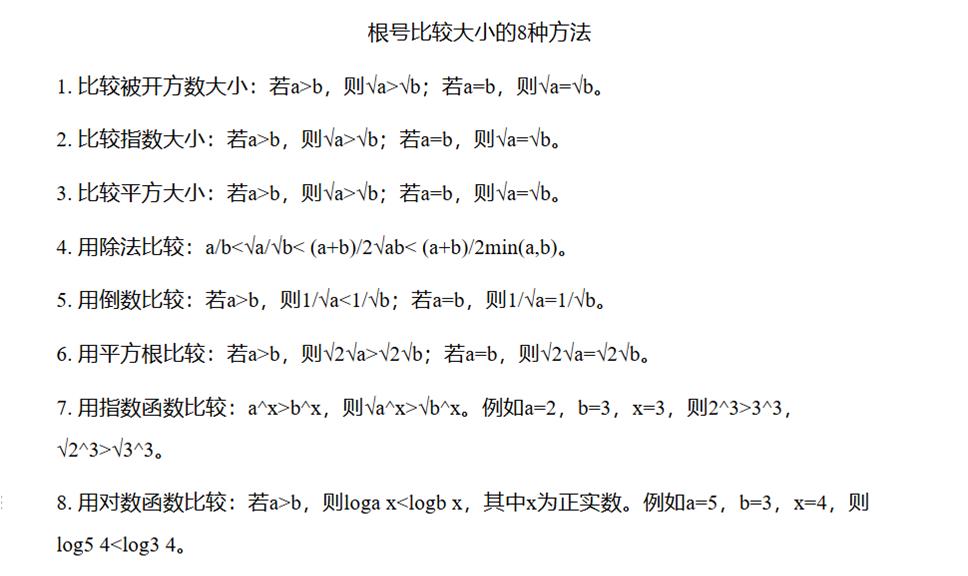 根号比较大小的8种方法
1. 比较被开方数大小：若a>b，则√a>√b；若a=b，则√a=√b。
2. 比较指数大小：若a>b，则√a>√b；若a=b，则√a=√b。
3. 比较平方大小：若a>b，则√a>√b；若a=b，则√a=√b。
4. 用除法比较：a/b<√a/√b< (a+b)/2√ab< (a+b)/2min(a,b)。
5. 用倒数比较：若a>b，则1/√a<1/√b；若a=b，则1/√a=1/√b。
6. 用平方根比较：若a>b，则√2√a>√2√b；若a=b，则√2√a=√2√b。
7. 用指数函数比较：a^x>b^x，则√a^x>√b^x。例如a=2，b=3，x=3，则2^3>3^3，
√2^3>√3^3。
8. 用对数函数比较：若a>b，则loga x<logb x，其中x为正实数。例如a=5，b=3，x=4，则
log5 4<log3 4。